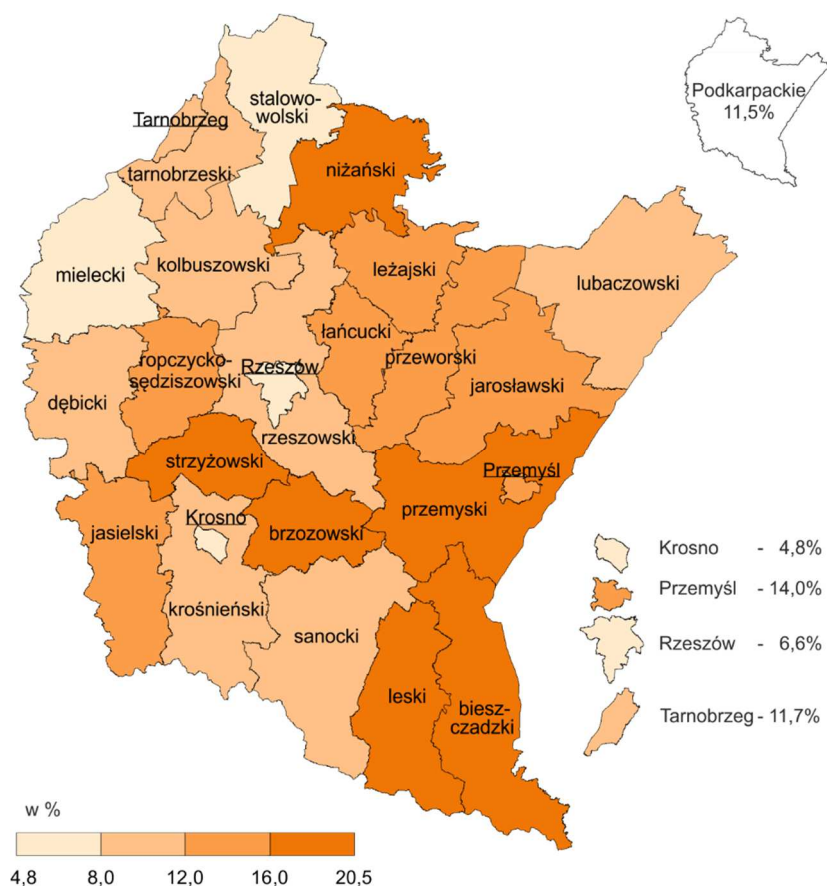 Podkarpackie
11,5%
stalowo-
wolski
Tarnobrzeg
tarnobrzeski
niżański
mielecki
kolbuszowski
leżajski
lubaczowski
łańcucki
ropczycko-
sędziszowski
Rzeszów
przeworski
jarosławski
dębicki
rzeszowski
strzyżowski
Przemyśl
przemyski
jasielski
Krosno
brzozowski
krośnieński
sanocki
leski
biesz-
czadzki
Krosno - 4,8%
Przemyśl - 14,0%
Rzeszów - 6,6%
Tarnobrzeg - 11,7%
w %
4,8 8,0 12,0 16,0 20,5